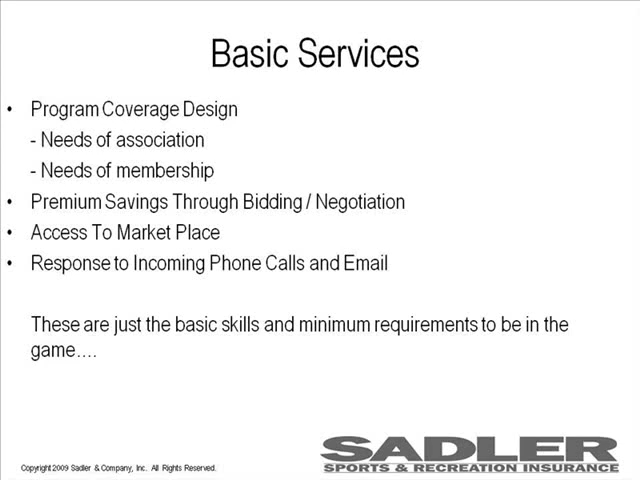 Basic Services
• Program Coverage Design
- Needs of association
- Needs of membership
• Premium Savings Through Bidding / Negotiation
• Access To Market Place
• Response to Incoming Phone Calls and Email
These are just the basic skills and minimum requirements to be in the
game....
SADLER
SPORTS & RECREATION INSURANCE
Copyright 2009 Sadler & Company, Inc. All Rights Reserved.